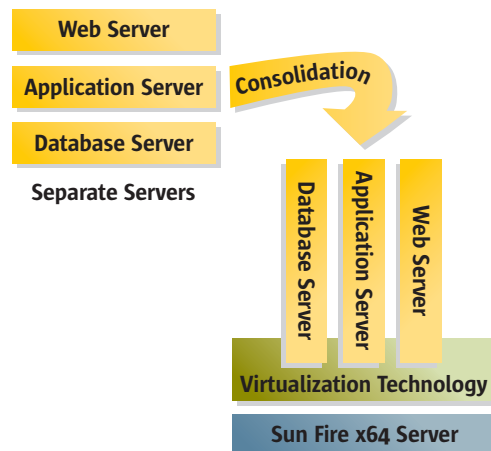 Web Server
Application Server
Consolidation
Database Server
Separate Servers
Database Server
Application Server
Web Server
Virtualization Technology
Sun Fire x64 Server